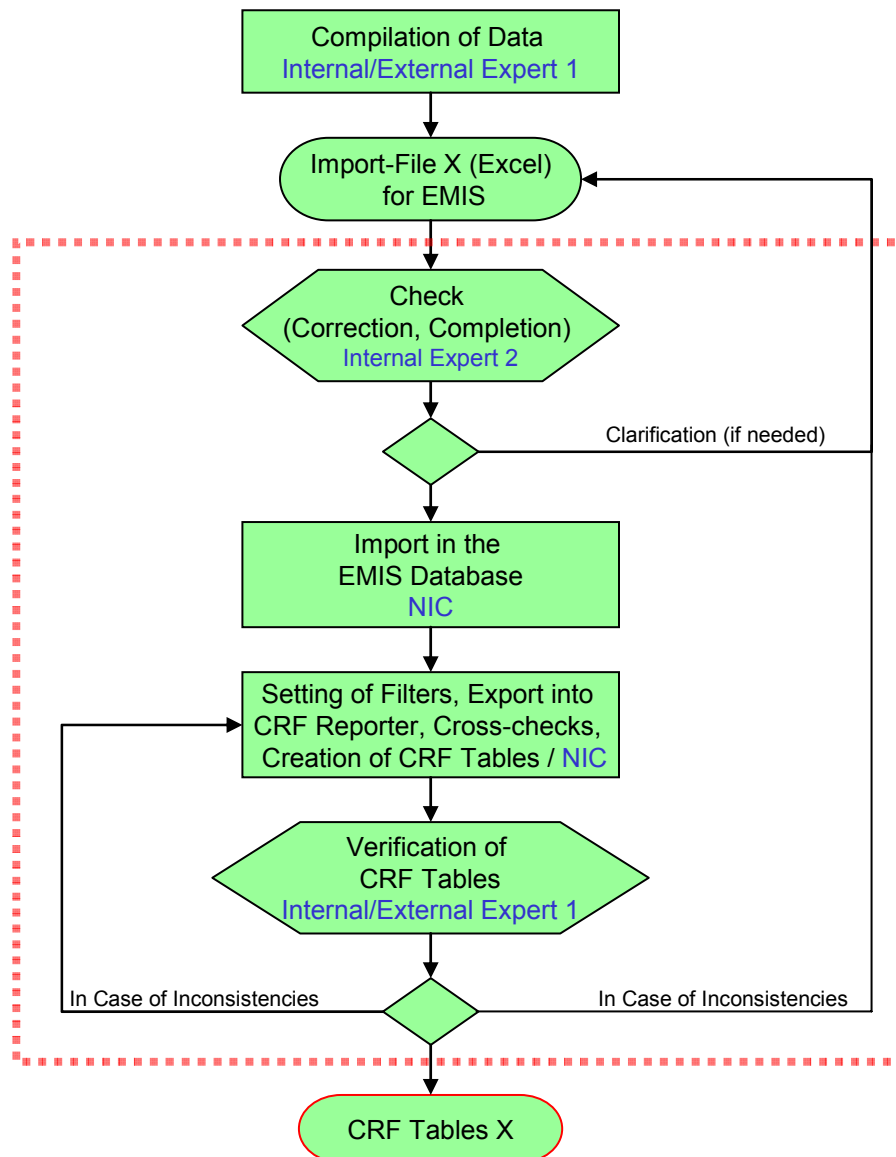 Compilation of Data
Internal/External Expert 1
Import-File X (Excel)
for EMIS
Check
(Correction, Completion)
Internal Expert 2
Clarification (if needed)
Import in the
EMIS Database
NIC
Setting of Filters, Export into
CRF Reporter, Cross-checks,
Creation of CRF Tables / NIC
Verification of
CRF Tables
Internal/External Expert 1
In Case of Inconsistencies
In Case of Inconsistencies
CRF Tables X